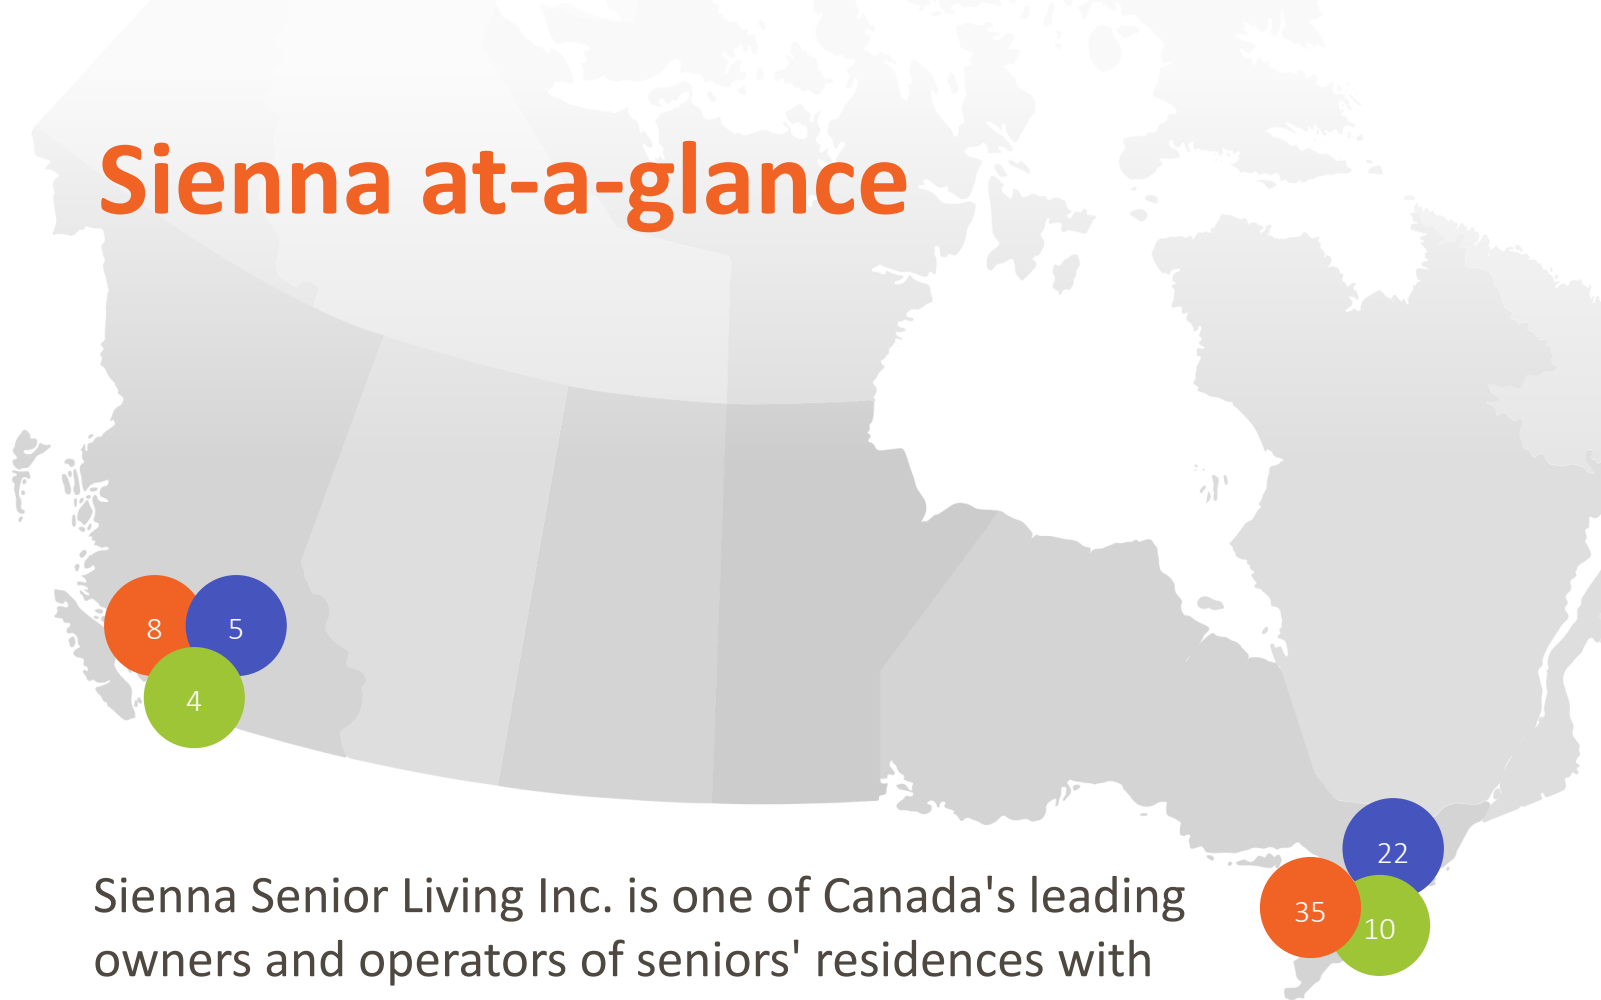 Sienna at-a-glance
8
5
4
22
35
10
Sienna Senior Living Inc. is one of Canada's leading
owners and operators of seniors' residences with